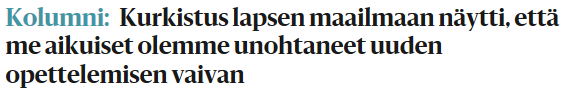 Kolumni: Kurkistus lapsen maailmaan näytti, että
me aikuiset olemme unohtaneet uuden
opettelemisen vaivan